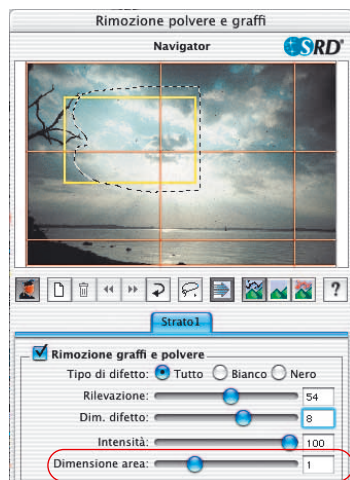 Rimozione polvere e graffi
Navigator SRD
?
Strato1
Rimozione graffi e polvere
Tipo di difetto: Tutto Bianco Nero
Rilevazione: 54
Dim. difetto: 8
Intensità: 100
Dimensione area: 1